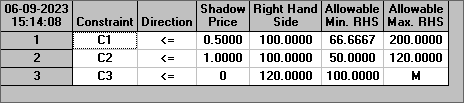 06-09-2023 15:14:08 Constraint Direction Shadow Price Right Hand Side Allowable Min. RHS Allowable Max. RHS
1 C1 <= 0.5000 100.0000 66.6667 200.0000
2 C2 <= 1.0000 100.0000 50.0000 120.0000
3 C3 <= 0 120.0000 100.0000 M